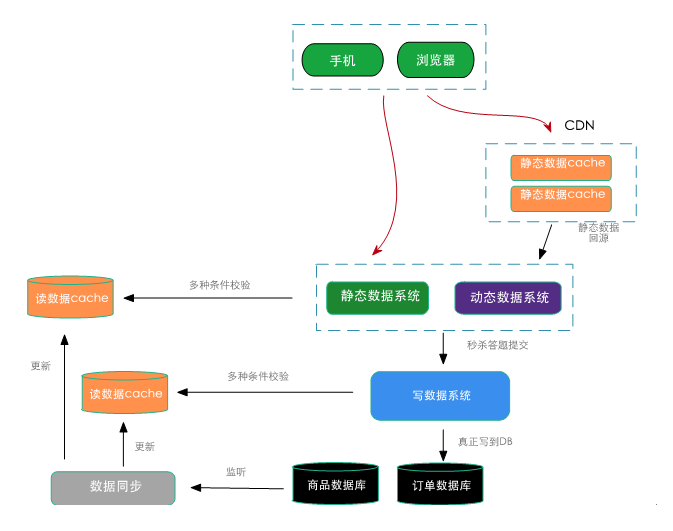 手机
浏览器
CDN
静态数据cache
静态数据cache
静态数据
回源
读数据cache
多种条件校验
静态数据系统
动态数据系统
秒杀答题提交
更新
读数据cache
多种条件校验
写数据系统
更新
真正写到DB
数据同步
监听
商品数据库
订单数据库